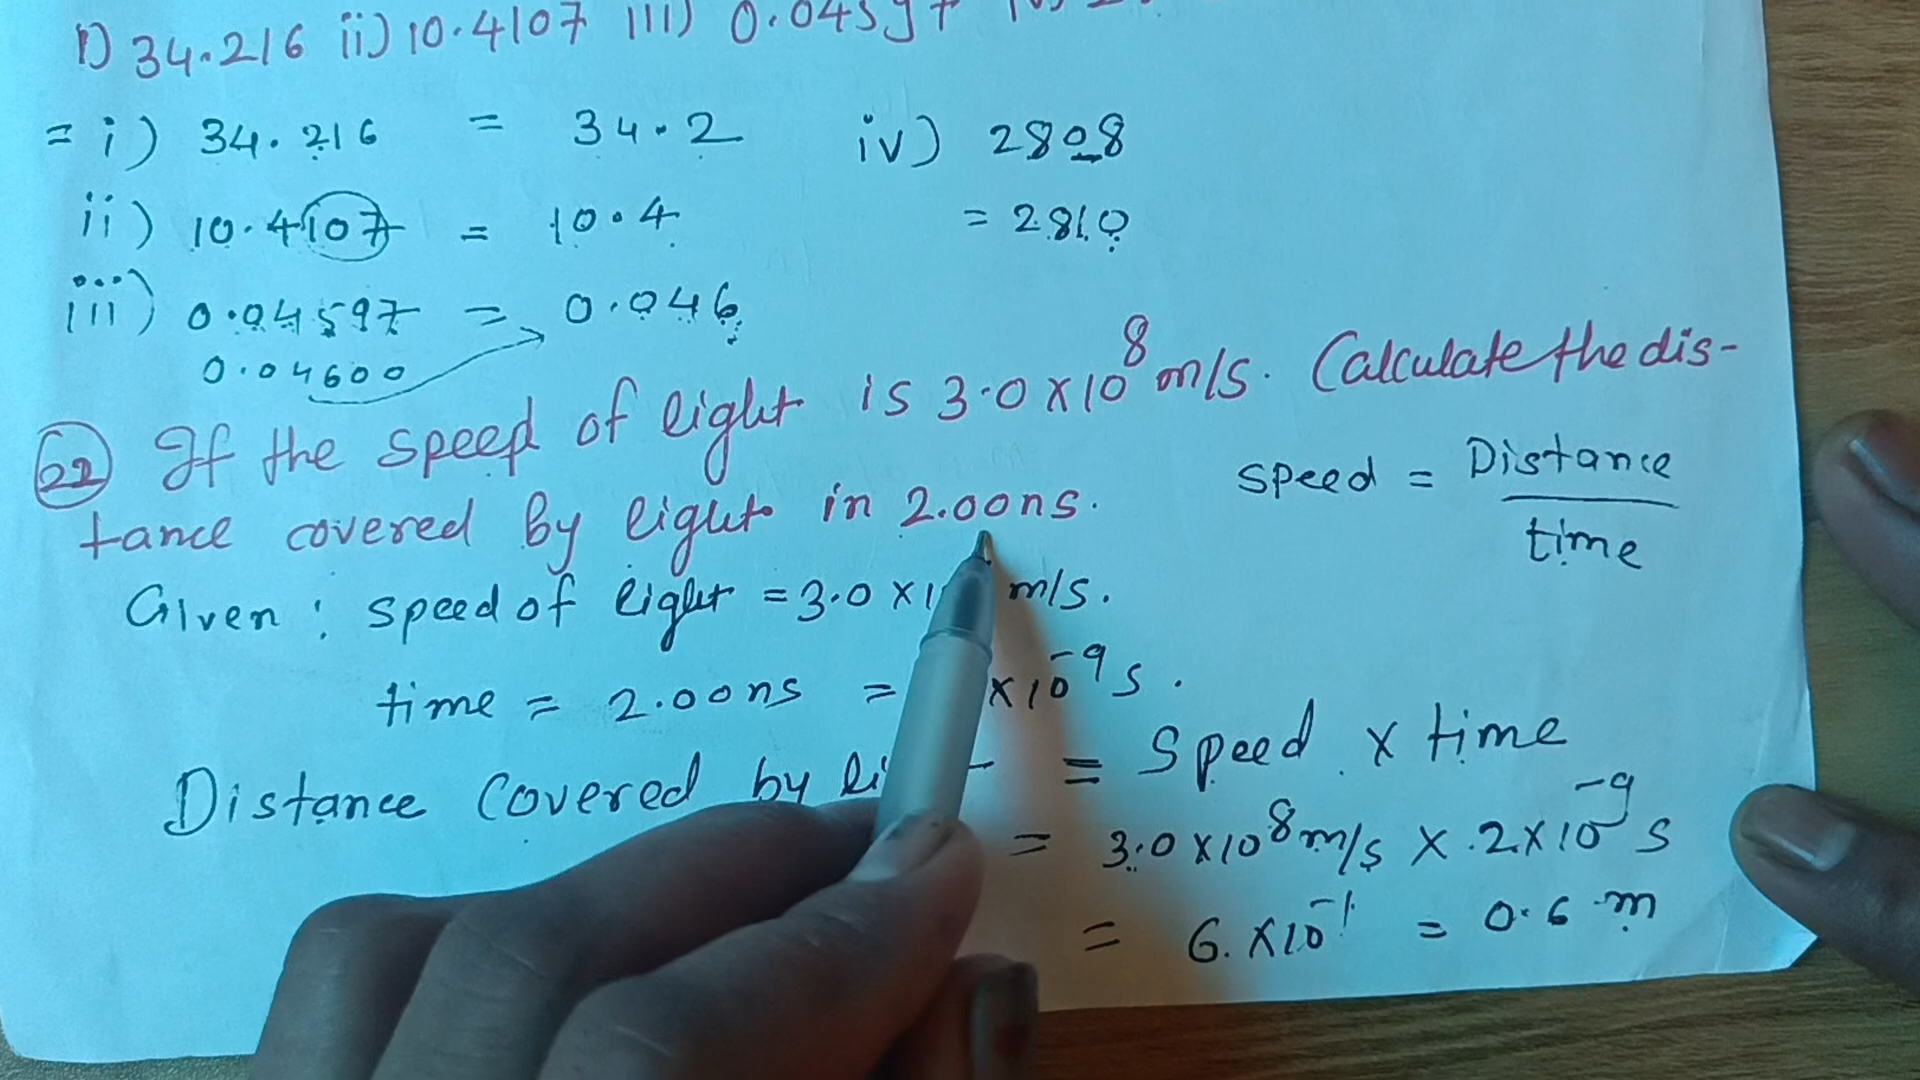 i) 34.216 ii) 10.4107 iii)
= i) 34.216 = 34.2 iv) 2808
ii) 10.4107 = 10.4 = 2810
iii) 0.04597 = 0.046
0.04600
22 If the speed of light is 3.0 x 10⁸ m/s. Calculate the dis-
tance covered by light in 2.00ns.
speed = Distance
time
Given : speed of light = 3.0 x m/s.
time = 2.00ns = x10⁻⁹ s.
Distance covered by = Speed x time
= 3.0 x 10⁸ m/s x 2 x 10⁻⁹ s
= 6. x 10⁻¹ = 0.6 m